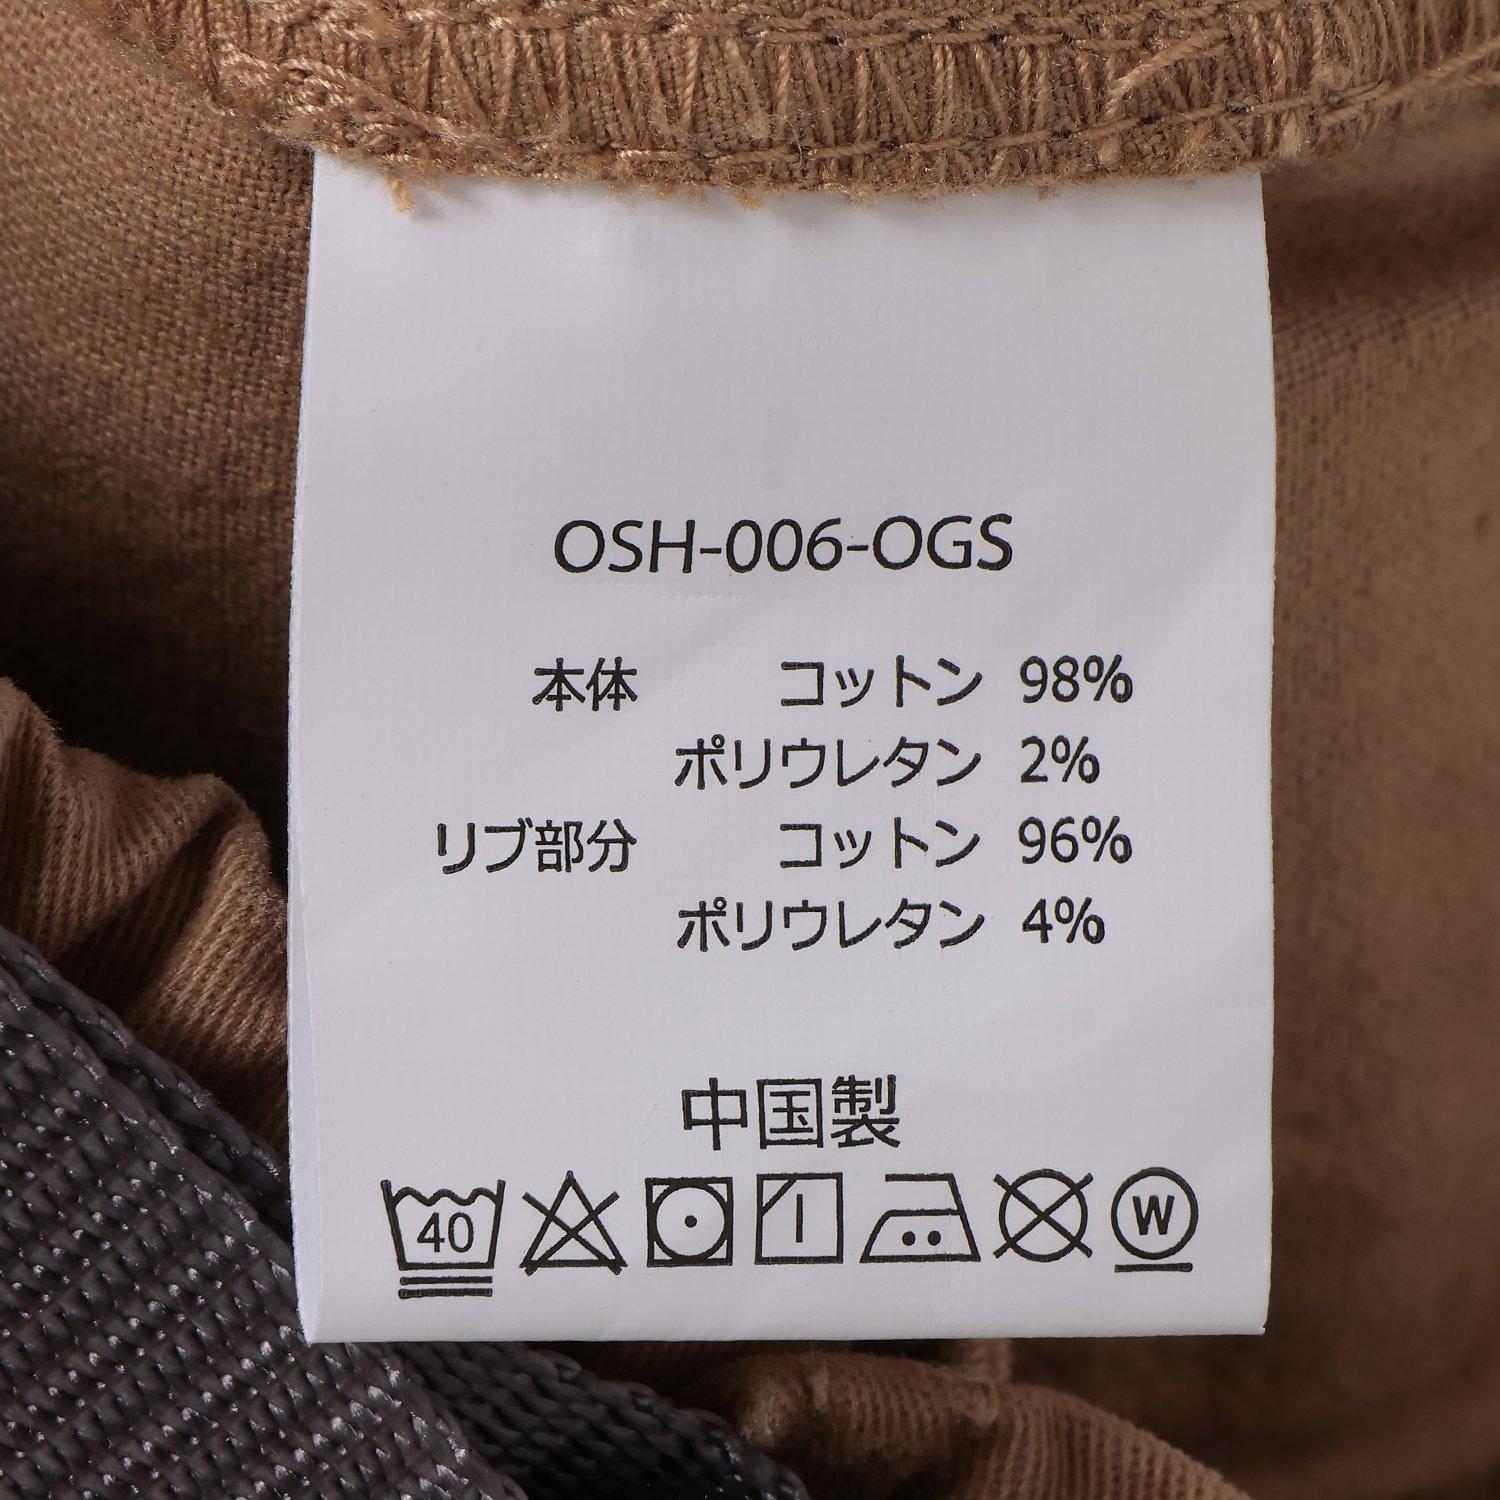 OSH-006-OGS
本体 コットン 98%
ポリウレタン 2%
リブ部分 コットン 96%
ポリウレタン 4%
中国製
40 W